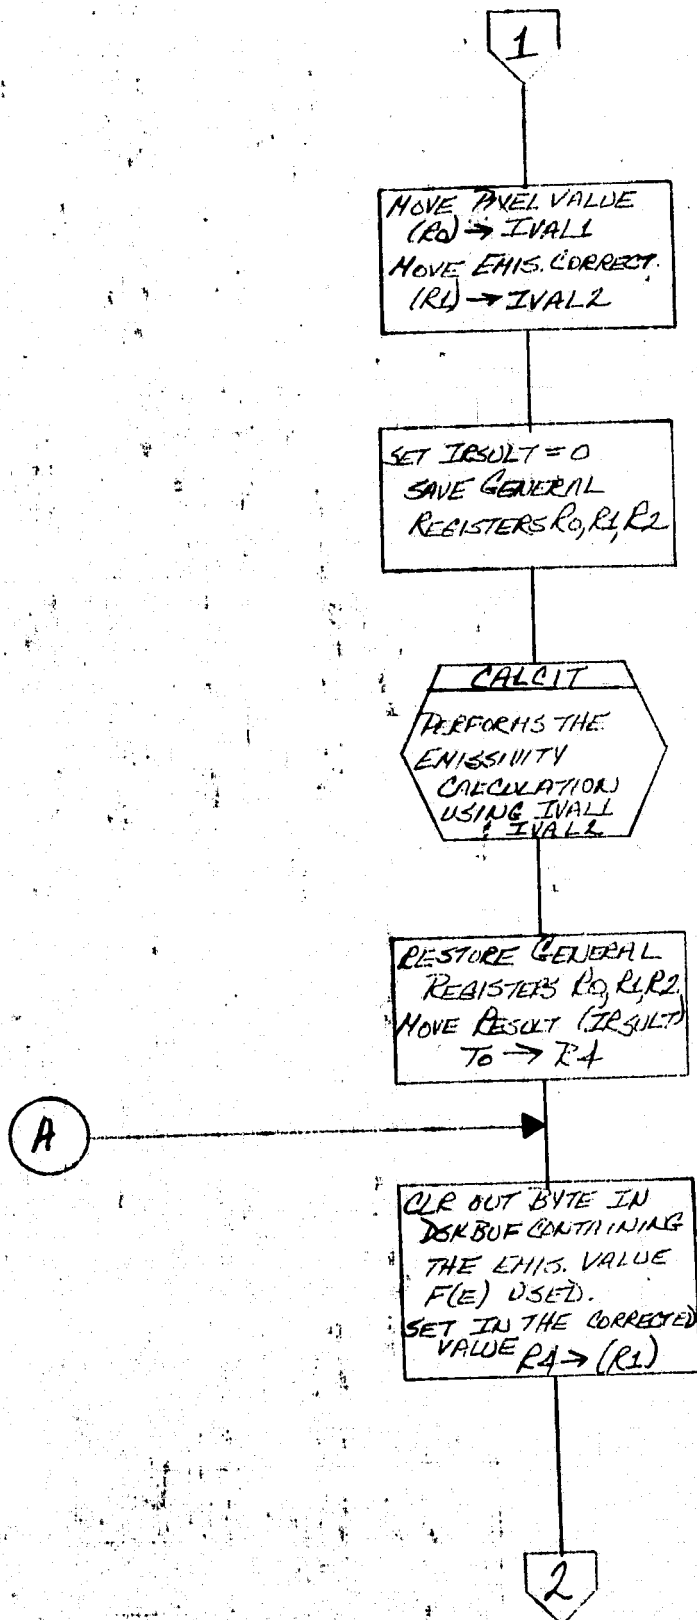 1
MOVE PIXEL VALUE
(R0) → IVAL1
MOVE EMIS. CORRECT.
(R1) → IVAL2
SET IRSULT = 0
SAVE GENERAL
REGISTERS R0, R1, R2
CALCIT
PERFORMS THE
EMISSIVITY
CALCULATION
USING IVAL1
& IVAL2
RESTORE GENERAL
REGISTERS R0, R1, R2.
MOVE RESULT (IRSULT)
TO → R4
A
CLR OUT BYTE IN
DSKBUF CONTAINING
THE EMIS. VALUE
F(E) USED.
SET IN THE CORRECTED
VALUE R4 → (R1)
2